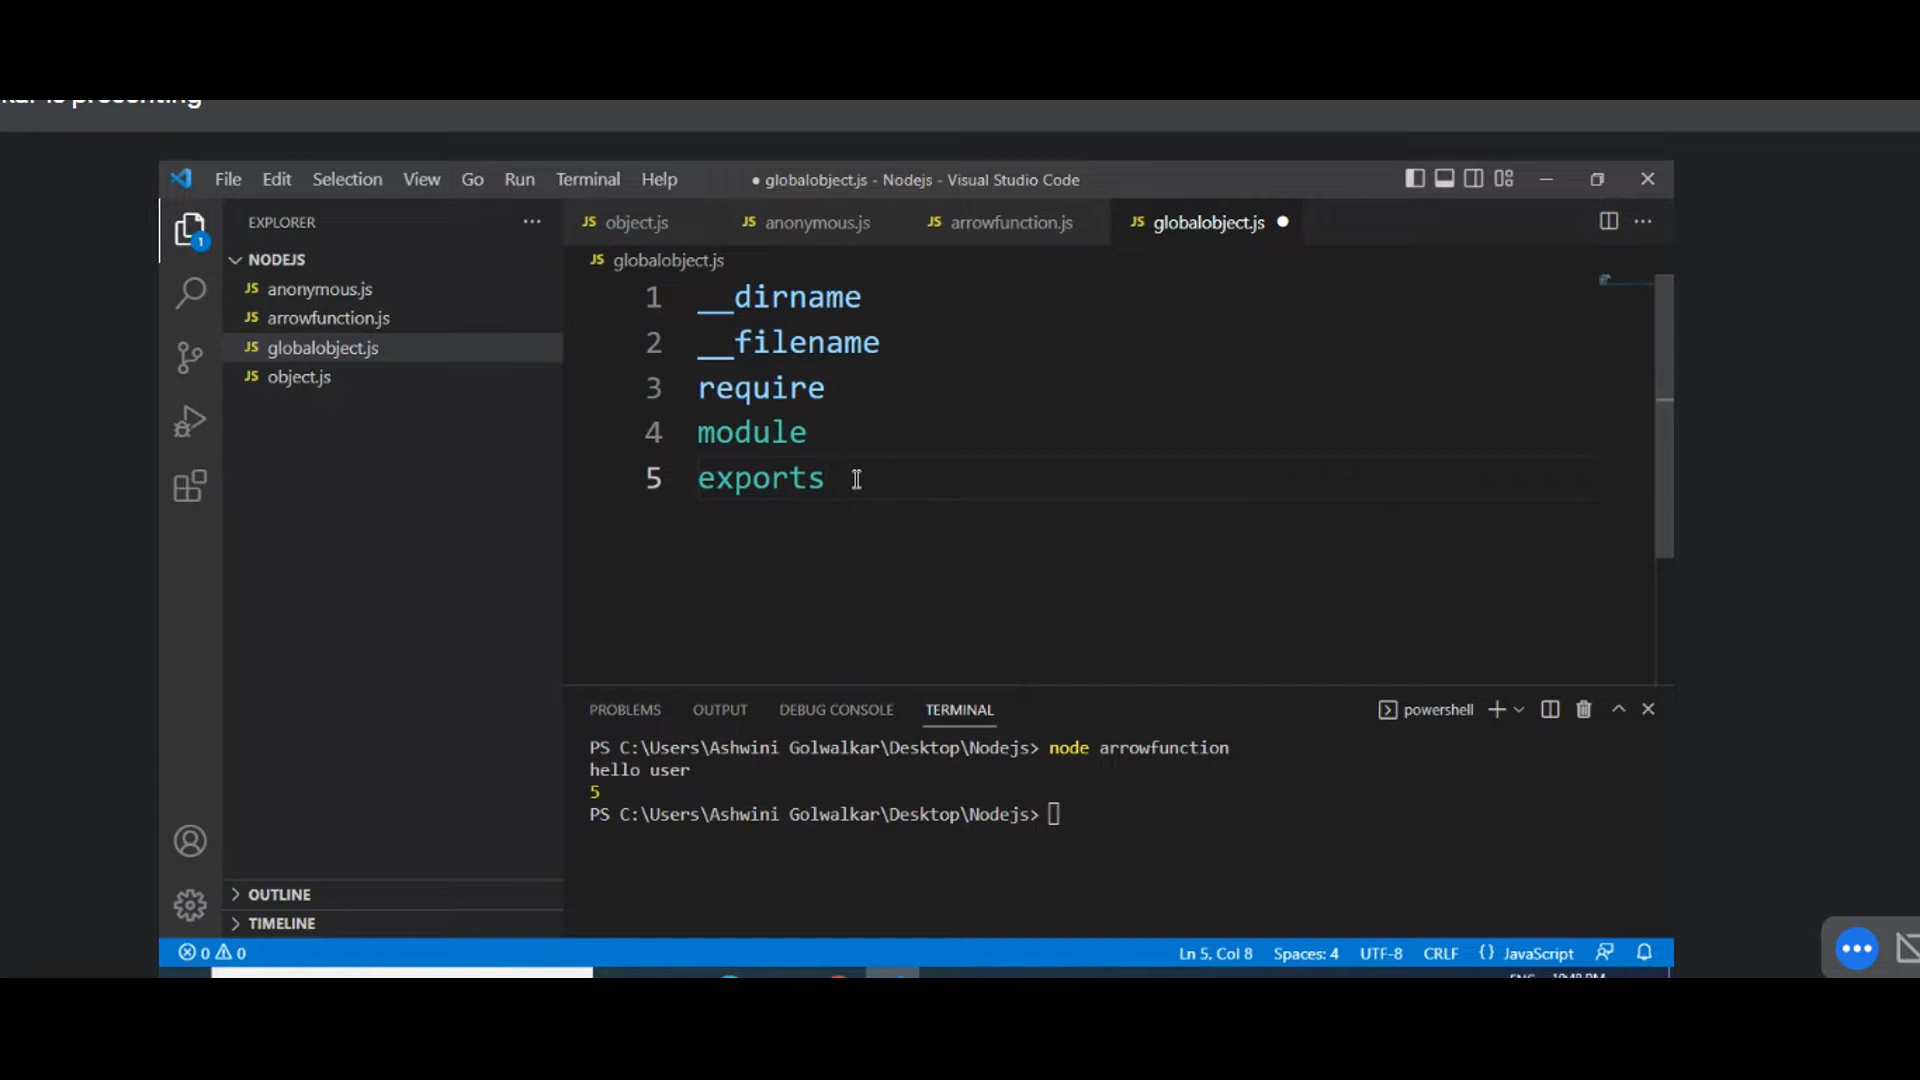 is presenting
File Edit Selection View Go Run Terminal Help
● globalobject.js - Nodejs - Visual Studio Code
EXPLORER
JS object.js
JS anonymous.js
JS arrowfunction.js
JS globalobject.js
1
NODEJS
JS anonymous.js
JS arrowfunction.js
JS globalobject.js
JS object.js
JS globalobject.js
1 __dirname
2 __filename
3 require
4 module
5 exports
PROBLEMS OUTPUT DEBUG CONSOLE TERMINAL
powershell
PS C:\Users\Ashwini Golwalkar\Desktop\Nodejs> node arrowfunction
hello user
5
PS C:\Users\Ashwini Golwalkar\Desktop\Nodejs>
OUTLINE
TIMELINE
0 0
Ln 5, Col 8 Spaces: 4 UTF-8 CRLF {} JavaScript